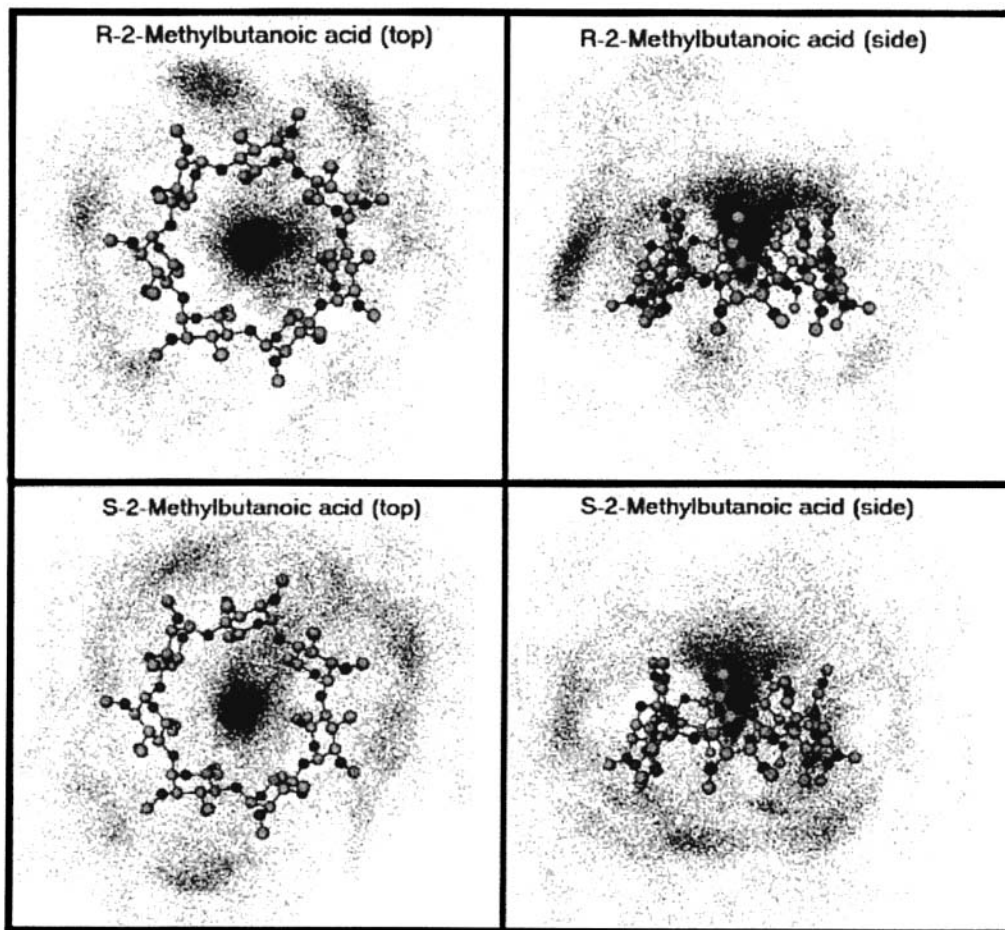 R-2-Methylbutanoic acid (top)
R-2-Methylbutanoic acid (side)
S-2-Methylbutanoic acid (top)
S-2-Methylbutanoic acid (side)